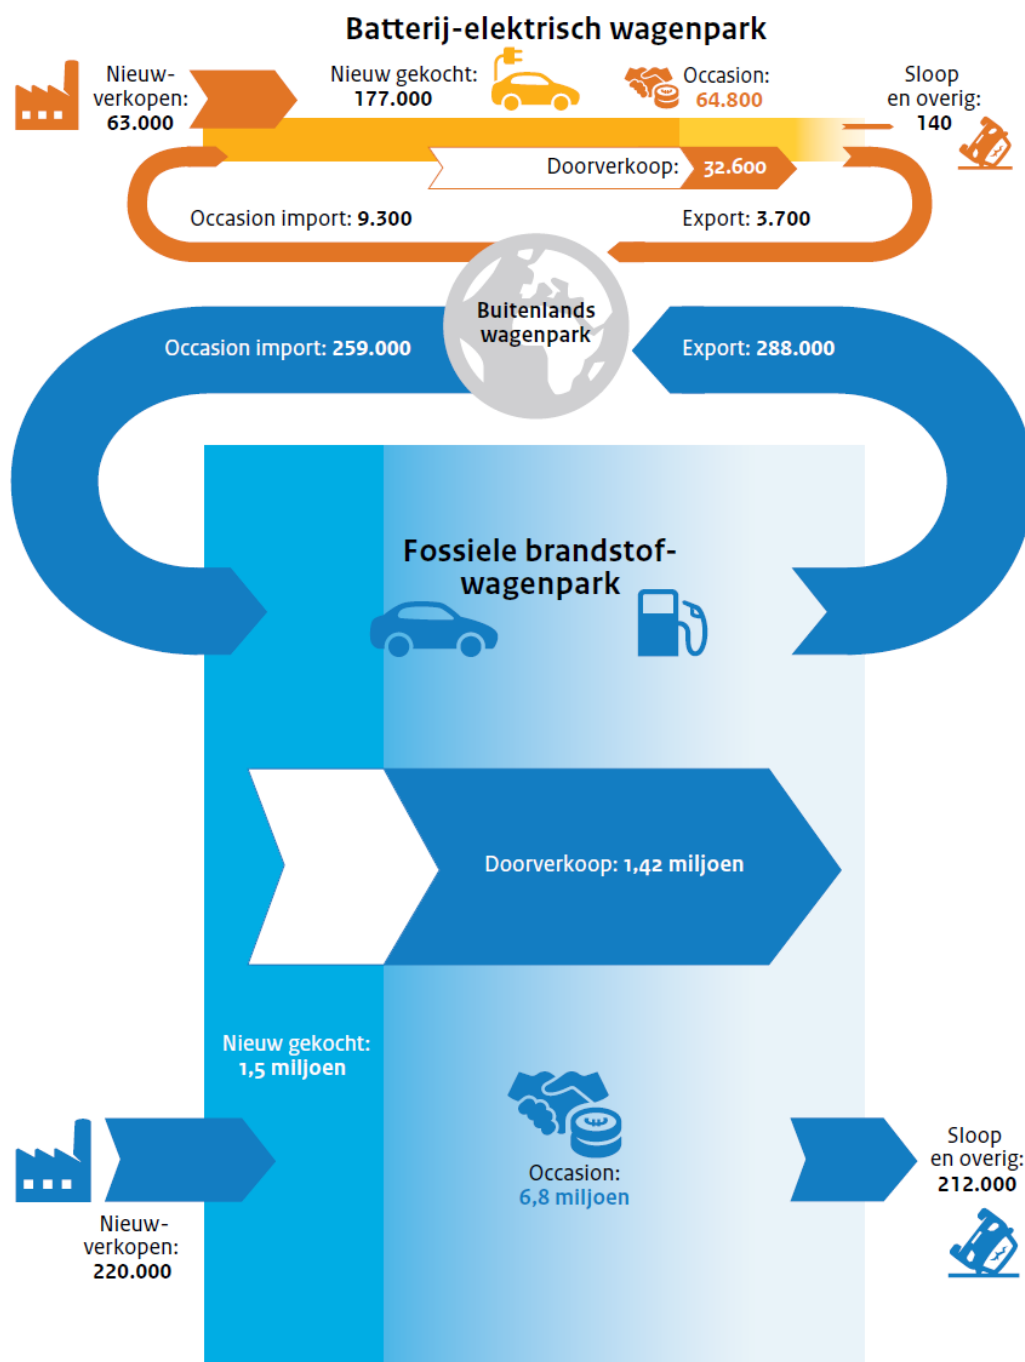 Batterij-elektrisch wagenpark
Nieuw-
verkopen:
63.000
Nieuw gekocht:
177.000
Occasion:
64.800
Sloop
en overig:
140
Doorverkoop: 32.600
Occasion import: 9.300
Export: 3.700
Buitenlands
wagenpark
Occasion import: 259.000
Export: 288.000
Fossiele brandstof-
wagenpark
Doorverkoop: 1,42 miljoen
Nieuw gekocht:
1,5 miljoen
Occasion:
6,8 miljoen
Sloop
en overig:
212.000
Nieuw-
verkopen:
220.000